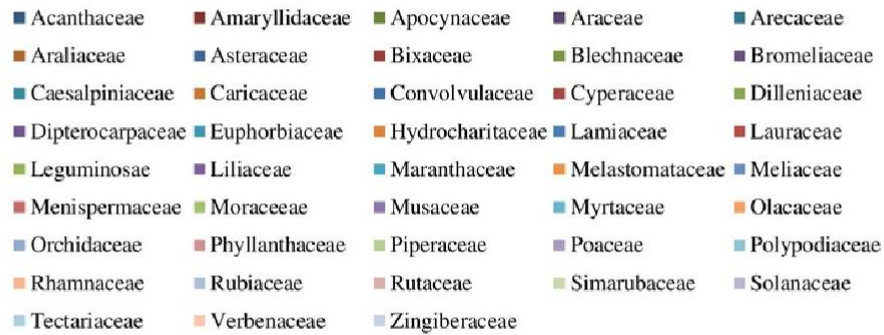 Acanthaceae Amaryllidaceae Apocynaceae Araceae Arecaceae
Araliaceae Asteraceae Bixaceae Blechnaceae Bromeliaceae
Caesalpiniaceae Caricaceae Convolvulaceae Cyperaceae Dilleniaceae
Dipterocarpaceae Euphorbiaceae Hydrocharitaceae Lamiaceae Lauraceae
Leguminosae Liliaceae Maranthaceae Melastomataceae Meliaceae
Menispermaceae Moraceeae Musaceae Myrtaceae Olacaceae
Orchidaceae Phyllanthaceae Piperaceae Poaceae Polypodiaceae
Rhamnaceae Rubiaceae Rutaceae Simarubaceae Solanaceae
Tectariaceae Verbenaceae Zingiberaceae